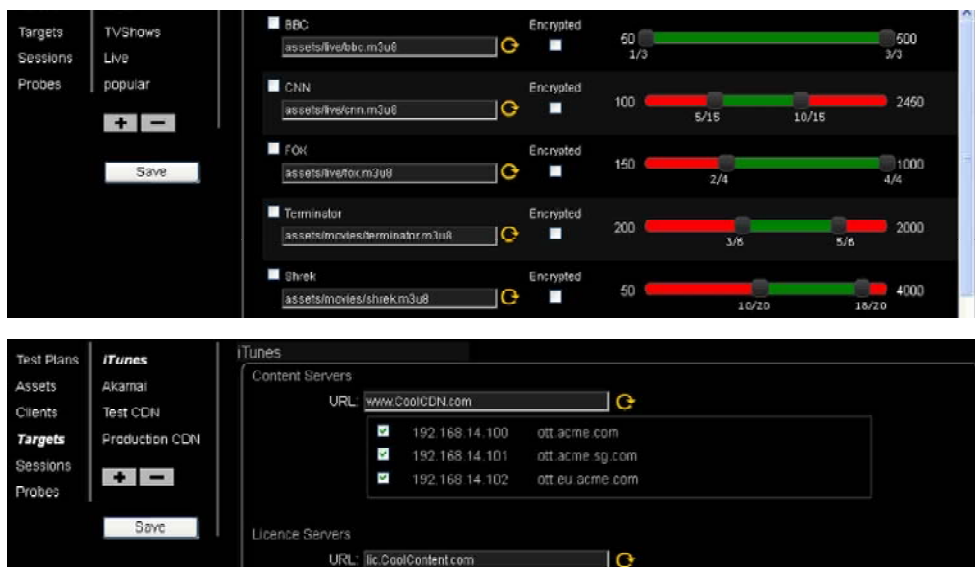 Targets
Sessions
Probes
TVShows
Live
popular
+ −
Save
BBC
assets/live/bbc.m3u8
Encrypted
50 500
1/3 3/3
CNN
assets/live/cnn.m3u8
Encrypted
100 2450
5/15 10/15
FOX
assets/live/fox.m3u8
Encrypted
150 1000
2/4 4/4
Terminator
assets/movies/terminator.m3u8
Encrypted
200 2000
3/6 5/6
Shrek
assets/movies/shrek.m3u8
Encrypted
50 4000
10/20 18/20
Test Plans
Assets
Clients
Targets
Sessions
Probes
iTunes
Akamai
Test CDN
Production CDN
+ −
Save
iTunes
Content Servers
URL: www.CoolCDN.com
192.168.14.100 ott.acme.com
192.168.14.101 ott.acme.sg.com
192.168.14.102 ott.eu.acme.com
Licence Servers
URL: lic.CoolContent.com